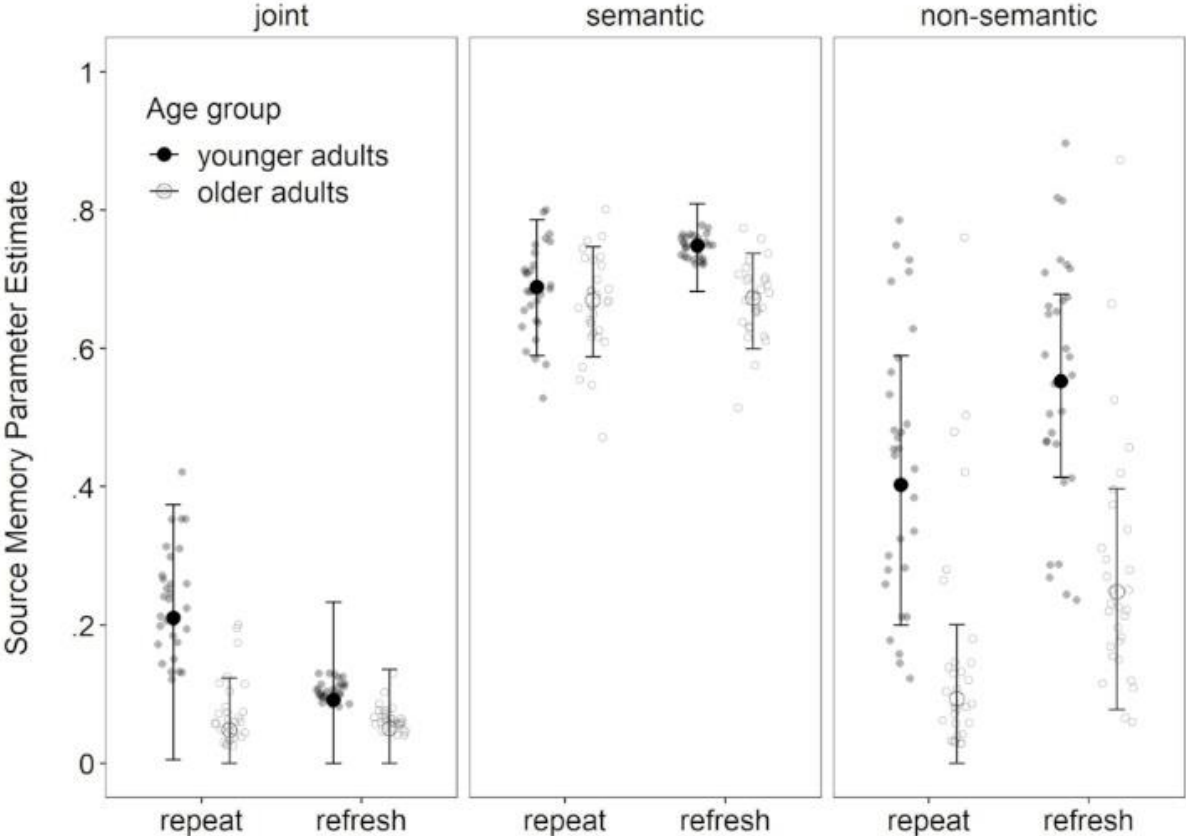 joint
semantic
non-semantic
Source Memory Parameter Estimate
1
.8
.6
.4
.2
0
Age group
younger adults
older adults
repeat
refresh
repeat
refresh
repeat
refresh